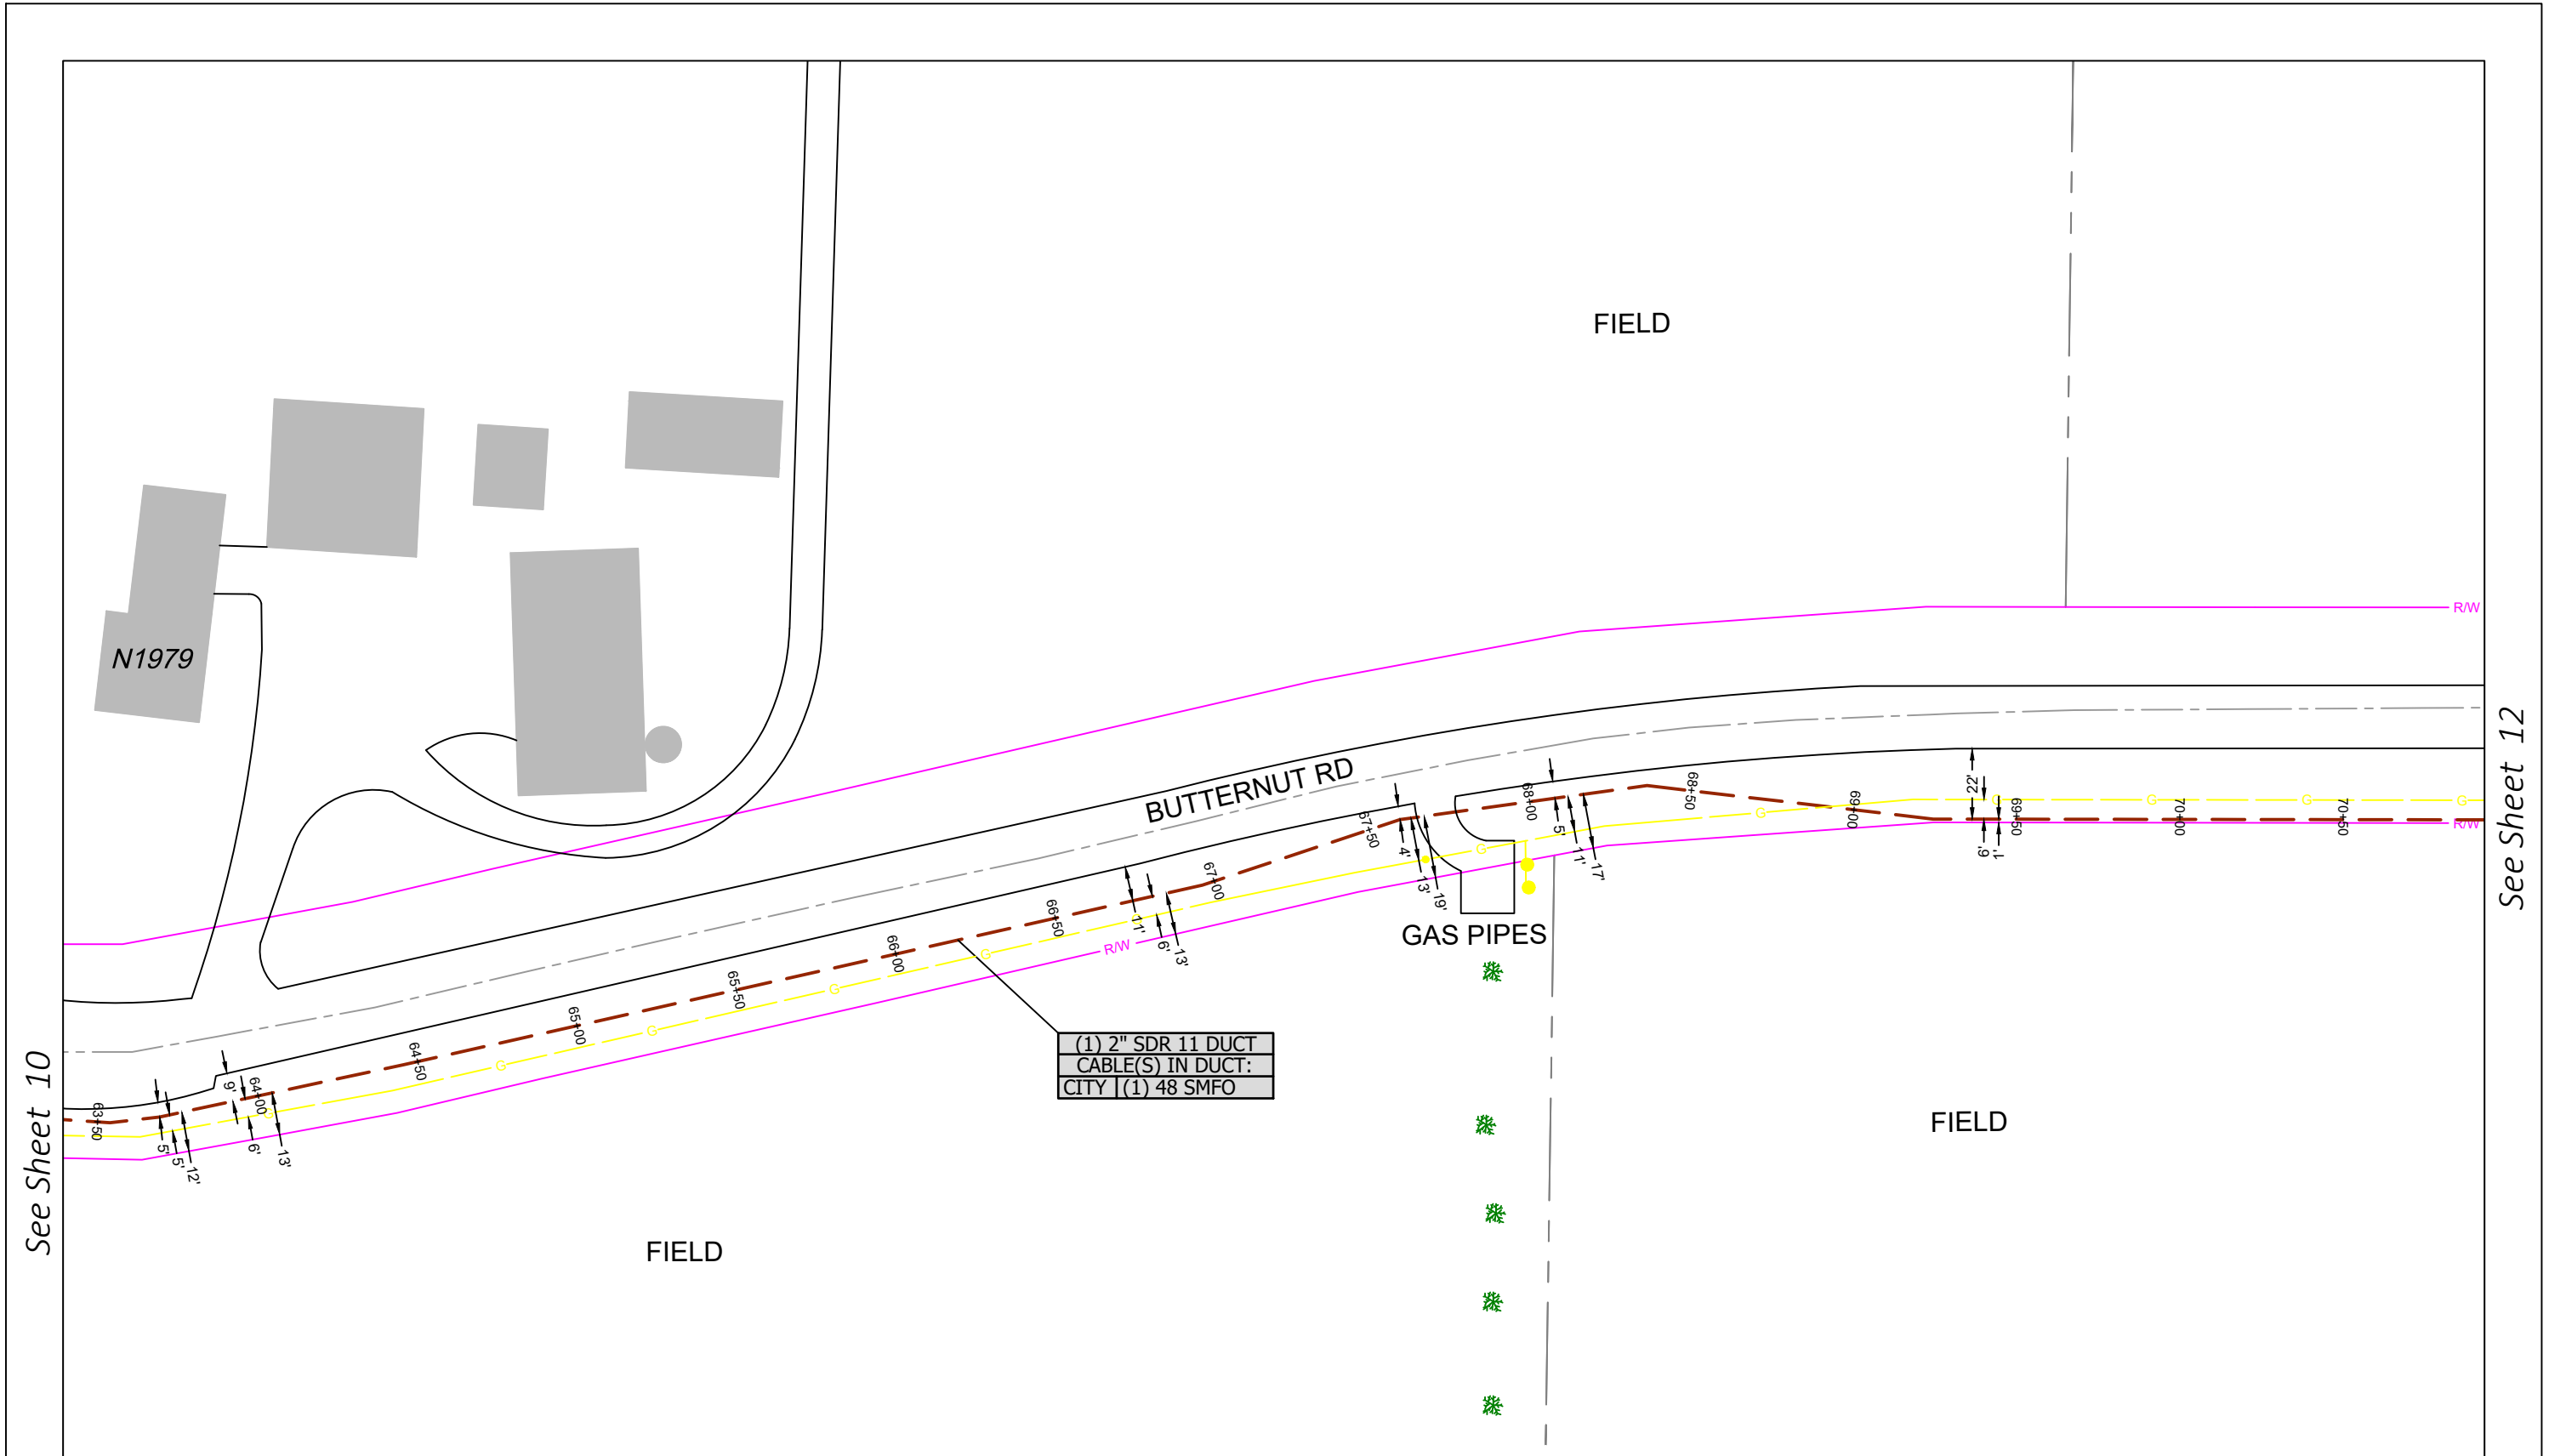 FIELD
N1979
R/W
BUTTERNUT RD
See Sheet 12
22'
68+50
68+00
69+00
G
G
G
G
69+50
70+00
70+50
R/W
6'
1'
67+50
4'
13'
19'
5'
11'
17'
G
G
67+00
66+50
11'
6'
13'
GAS PIPES
R/W
66+00
G
65+50
G
65+00
G
64+50
G
(1) 2" SDR 11 DUCT
CABLE(S) IN DUCT:
CITY (1) 48 SMFO
9'
64+00
G
6'
13'
63+50
5'
5'
12'
See Sheet 10
FIELD
FIELD